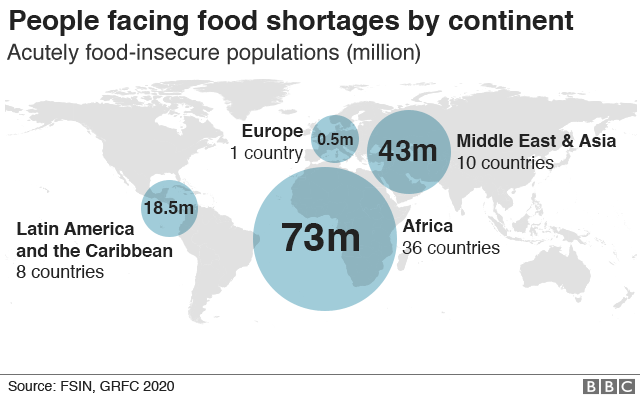 People facing food shortages by continent
Acutely food-insecure populations (million)
Europe
1 country
0.5m
43m
Middle East & Asia
10 countries
18.5m
Latin America
and the Caribbean
8 countries
73m
Africa
36 countries
Source: FSIN, GRFC 2020
BBC